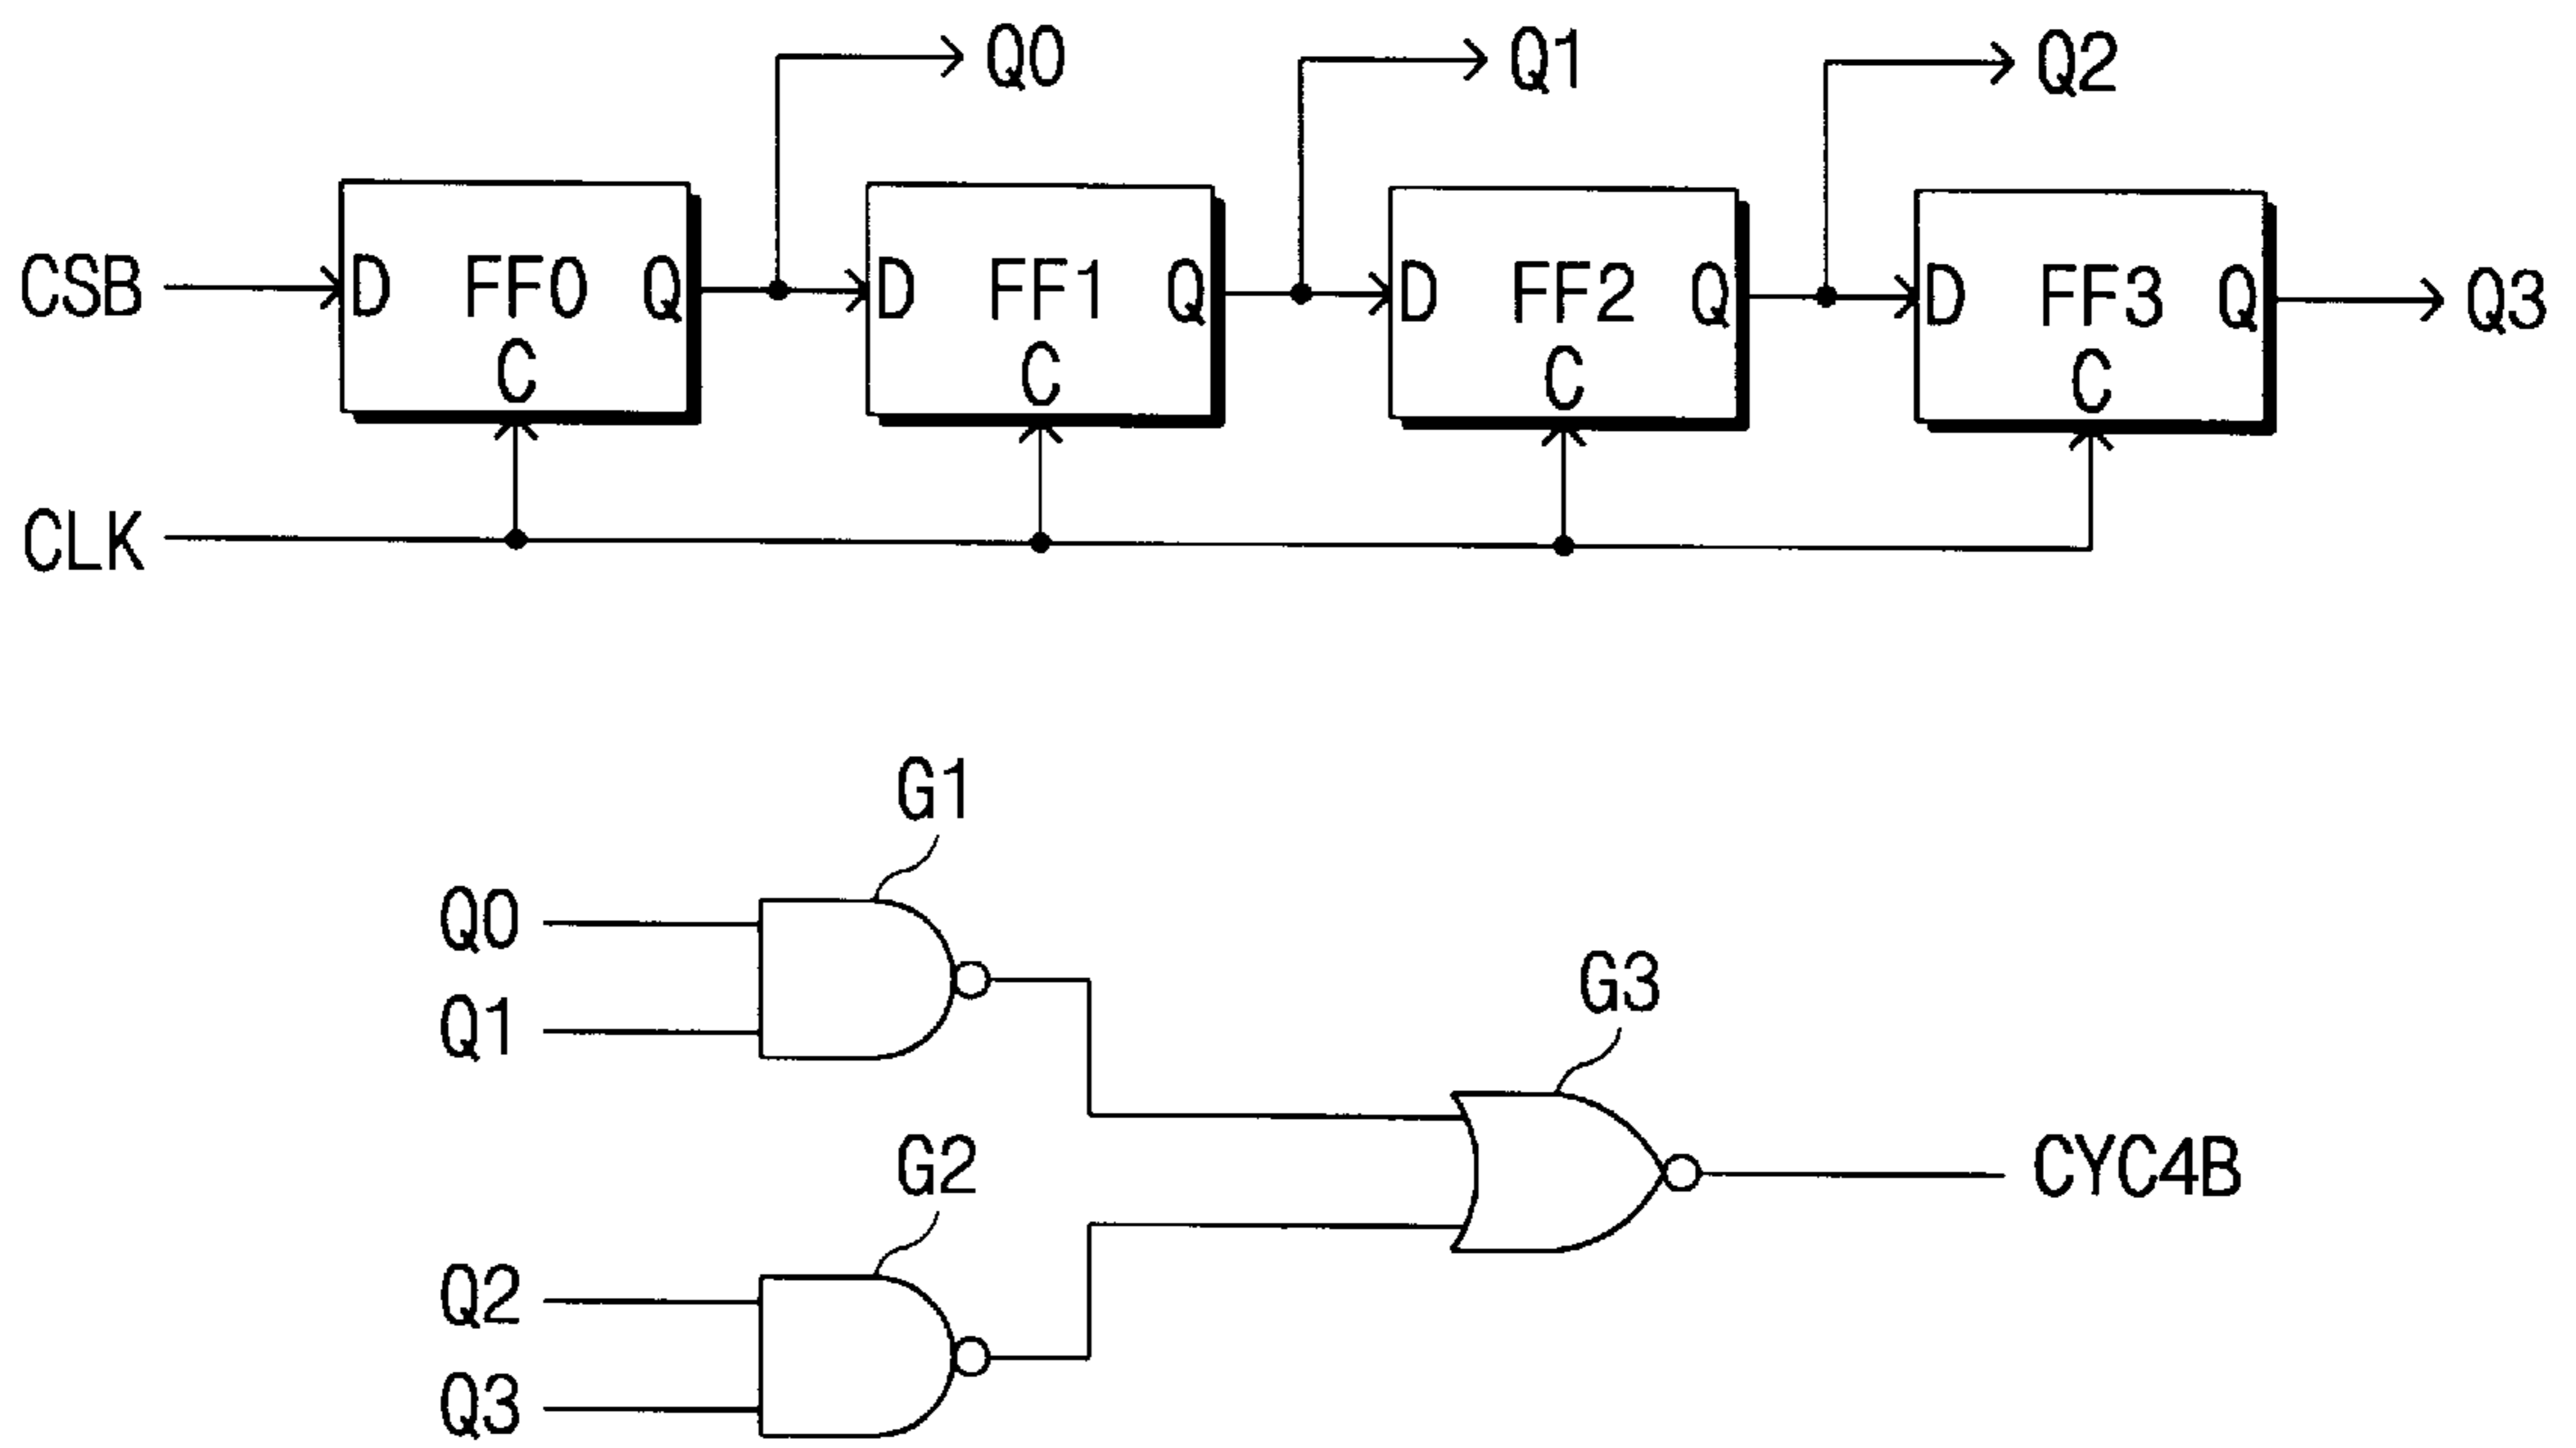 Q0 Q1 Q2
CSB D FF0 Q D FF1 Q D FF2 Q D FF3 Q Q3
C C C C
CLK
G1
Q0
Q1
G3
G2
CYC4B
Q2
Q3